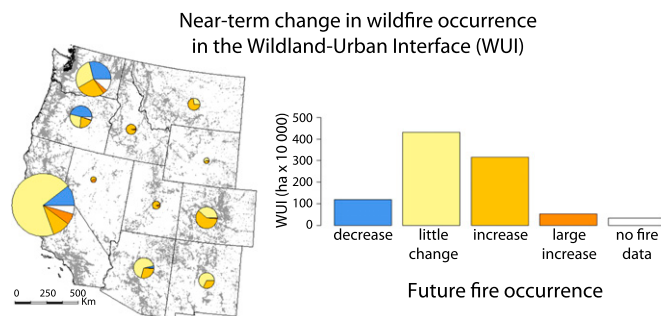 Near-term change in wildfire occurrence
in the Wildland-Urban Interface (WUI)
500
400
300
200
100
0
WUI (ha x 10 000)
decrease
little
change
increase
large
increase
no fire
data
Future fire occurrence
0 250 500
Km